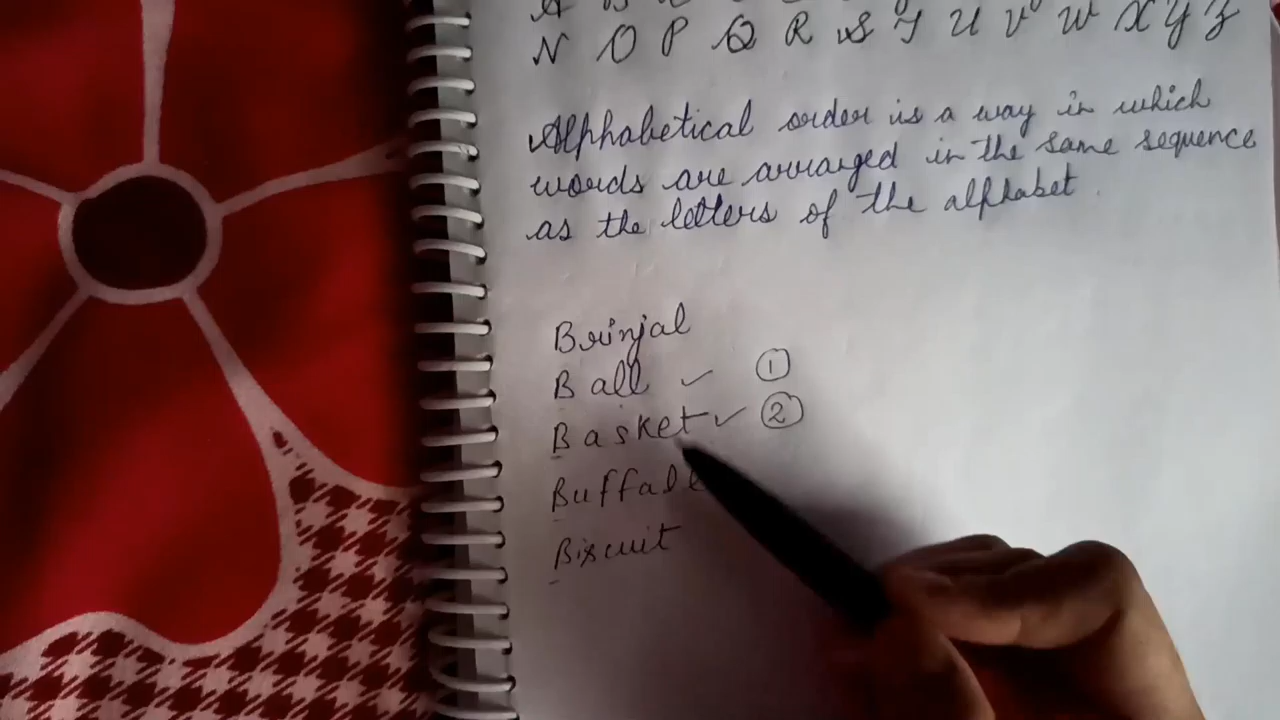 N O P Q R S T U V W X Y Z
Alphabetical order is a way in which
words are arranged in the same sequence
as the letters of the alphabet.
Brinjal
Ball ✓ 1
Basket ✓ 2
Biscuit